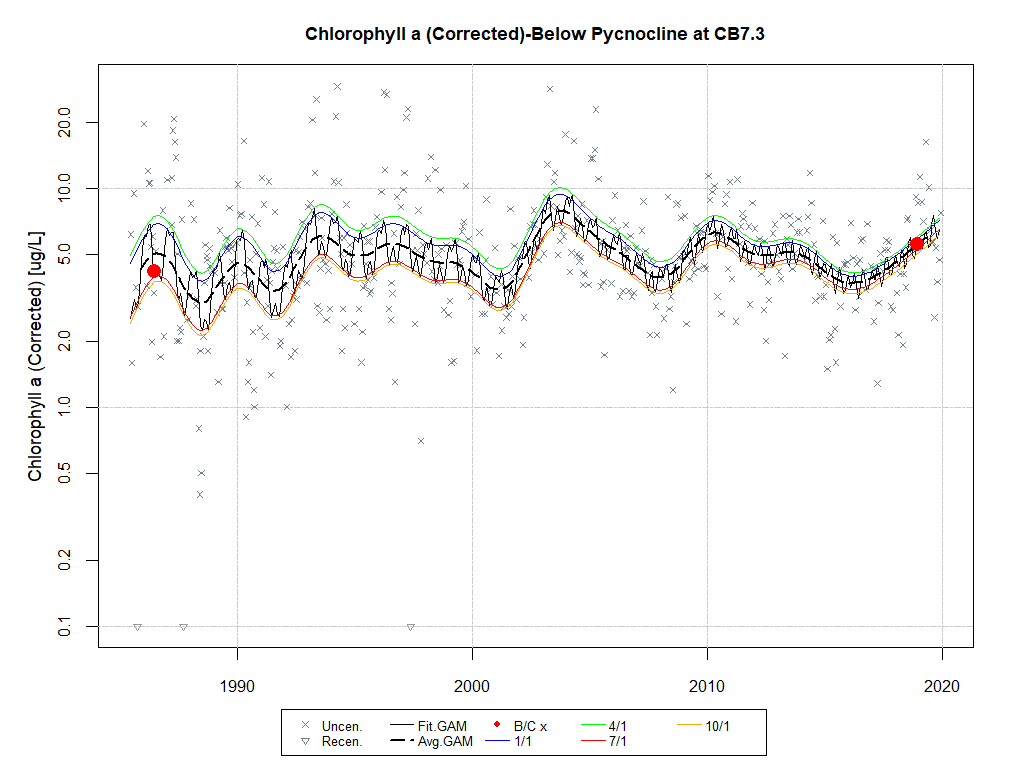 Chlorophyll a (Corrected)-Below Pycnocline at CB7.3
Chlorophyll a (Corrected) [ug/L]
20.0
10.0
5.0
2.0
1.0
0.5
0.2
0.1
1990 2000 2010 2020
Uncen. Fit.GAM B/C x 4/1 10/1
Recen. Avg.GAM 1/1 7/1